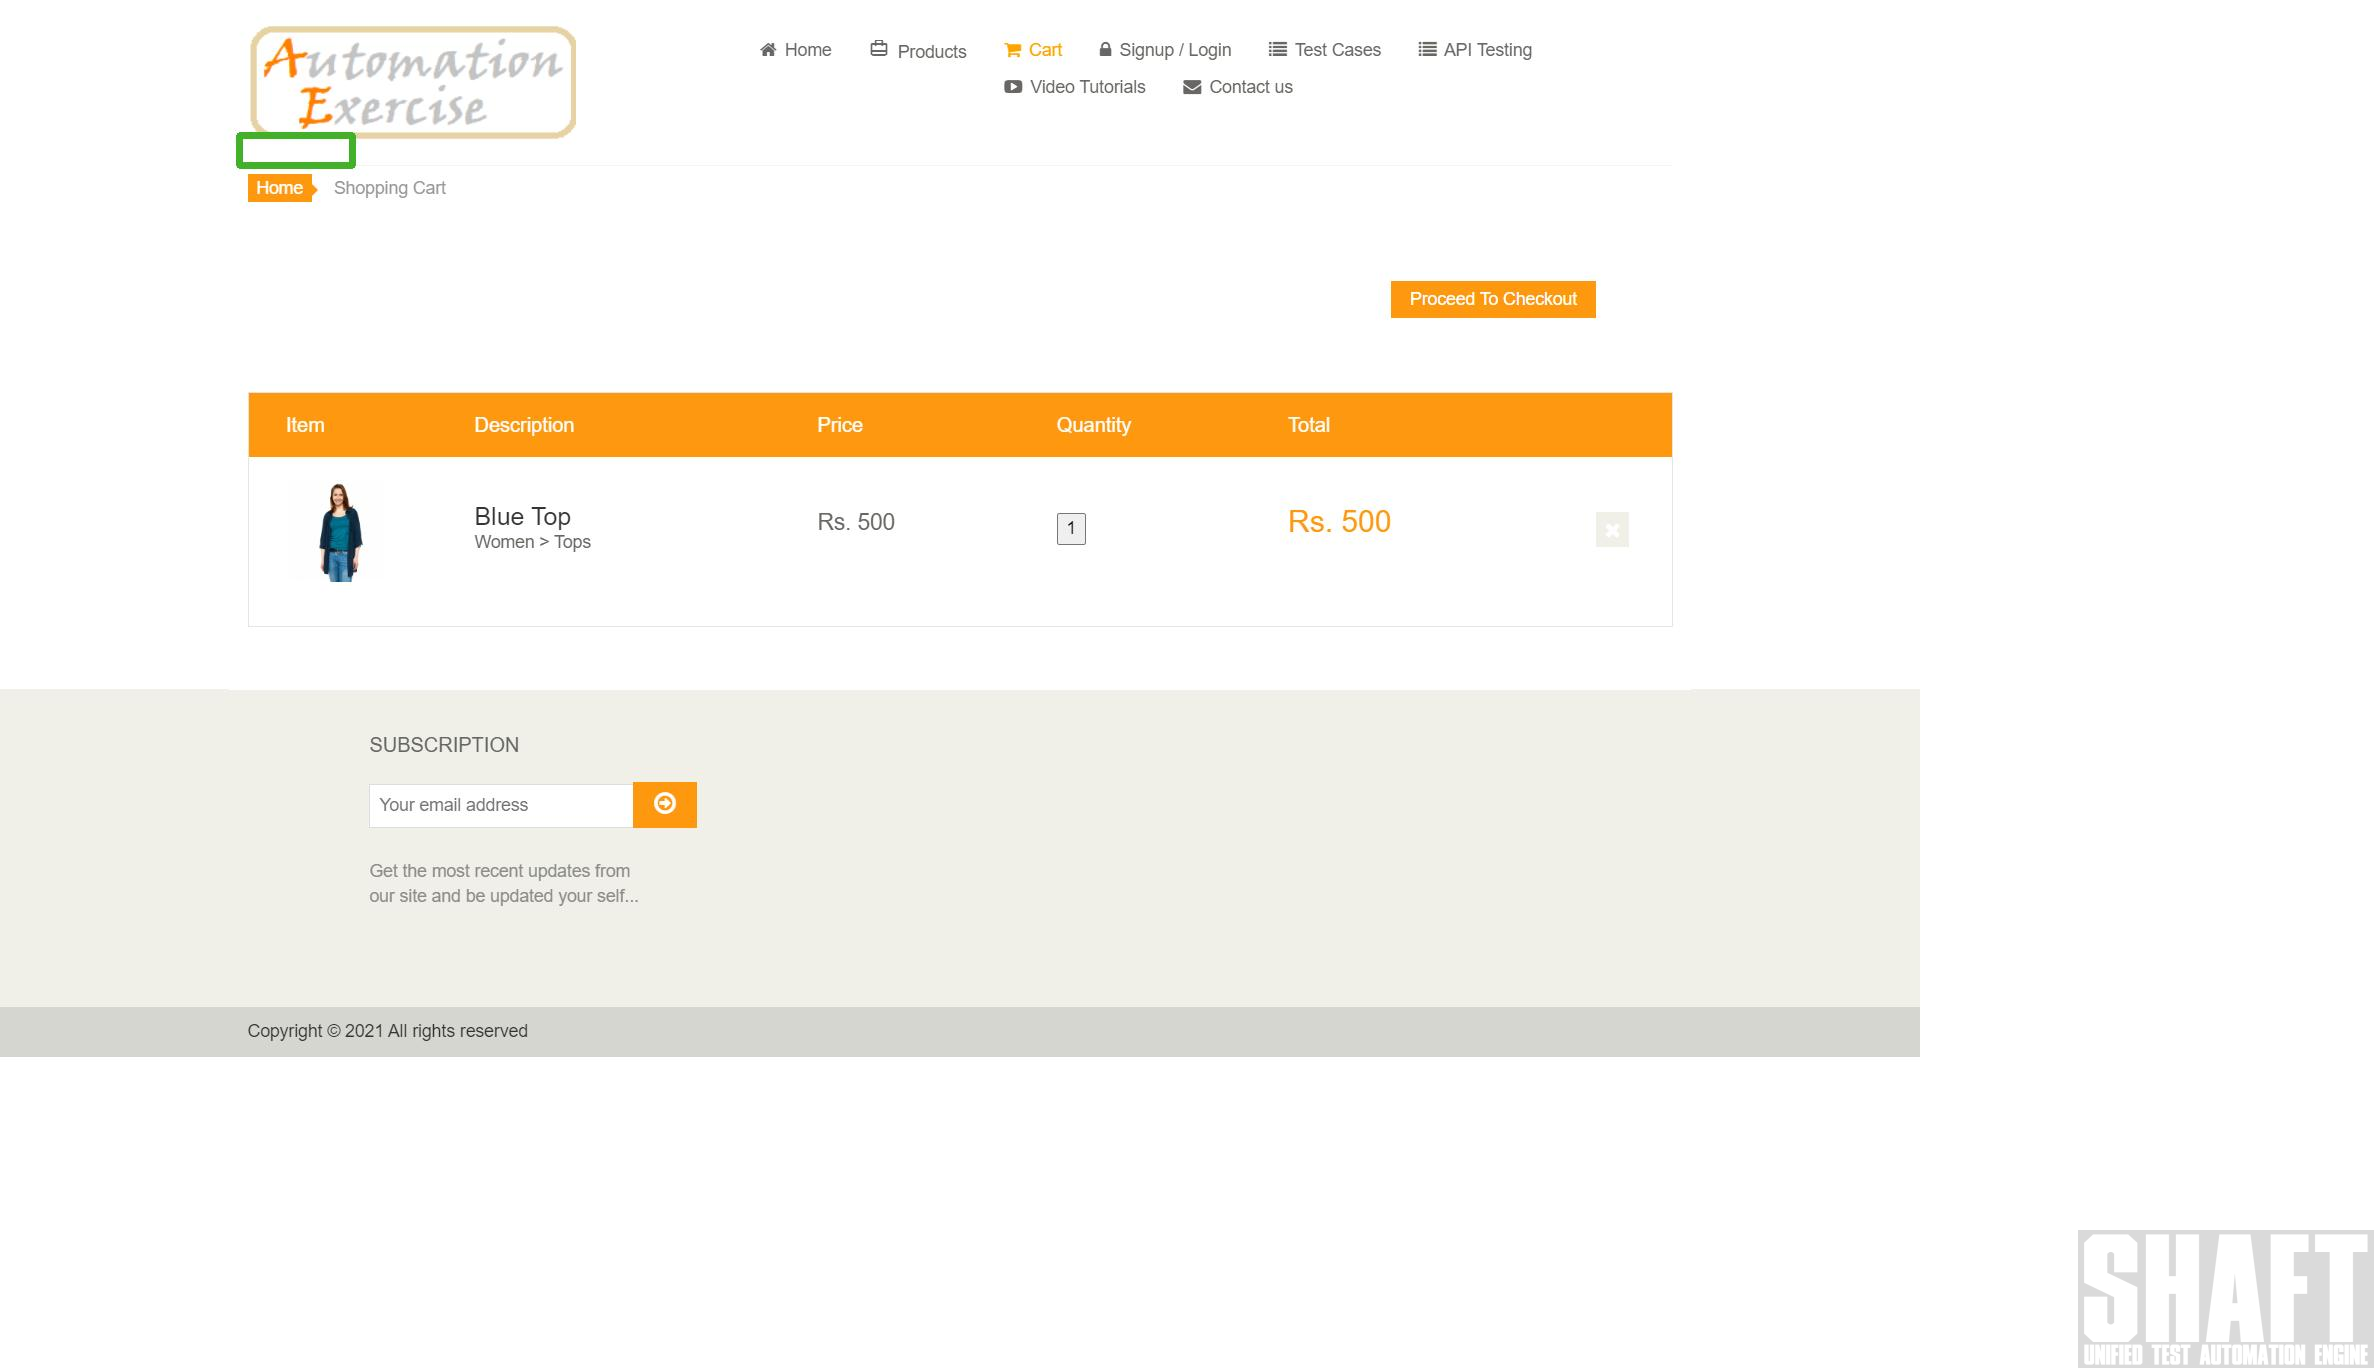 Automation
Exercise
Home
Products
Cart
Signup / Login
Test Cases
API Testing
Video Tutorials
Contact us
Home
Shopping Cart
Proceed To Checkout
Item Description Price Quantity Total
Blue Top
Women > Tops
Rs. 500
1
Rs. 500
SUBSCRIPTION
Your email address
Get the most recent updates from
our site and be updated your self...
Copyright © 2021 All rights reserved
SHAFT
UNIFIED TEST AUTOMATION ENGINE